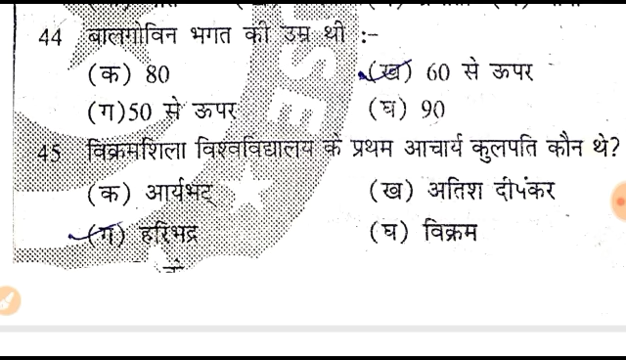 44 बालगोविन भगत की उम्र थी :-
(क) 80 (ख) 60 से ऊपर
(ग)50 से ऊपर (घ) 90
45 विक्रमशिला विश्वविद्यालय के प्रथम आचार्य कुलपति कौन थे?
(क) आर्यभट् (ख) अतिश दीपंकर
(ग) हरिभद्र (घ) विक्रम